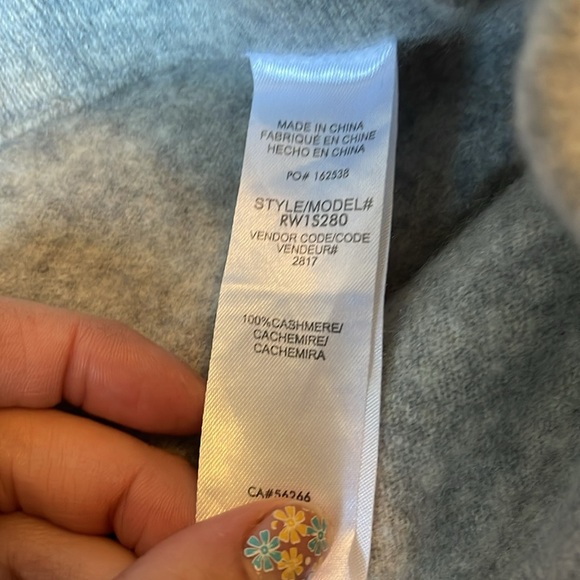 MADE IN CHINA
FABRIQUÉ EN CHINE
HECHO EN CHINA
PO# 162538
STYLE/MODEL#
RW1S280
VENDOR CODE/CODE
VENDEUR#
2817
100%CASHMERE/
CACHEMIRE/
CACHEMIRA
CA#56266